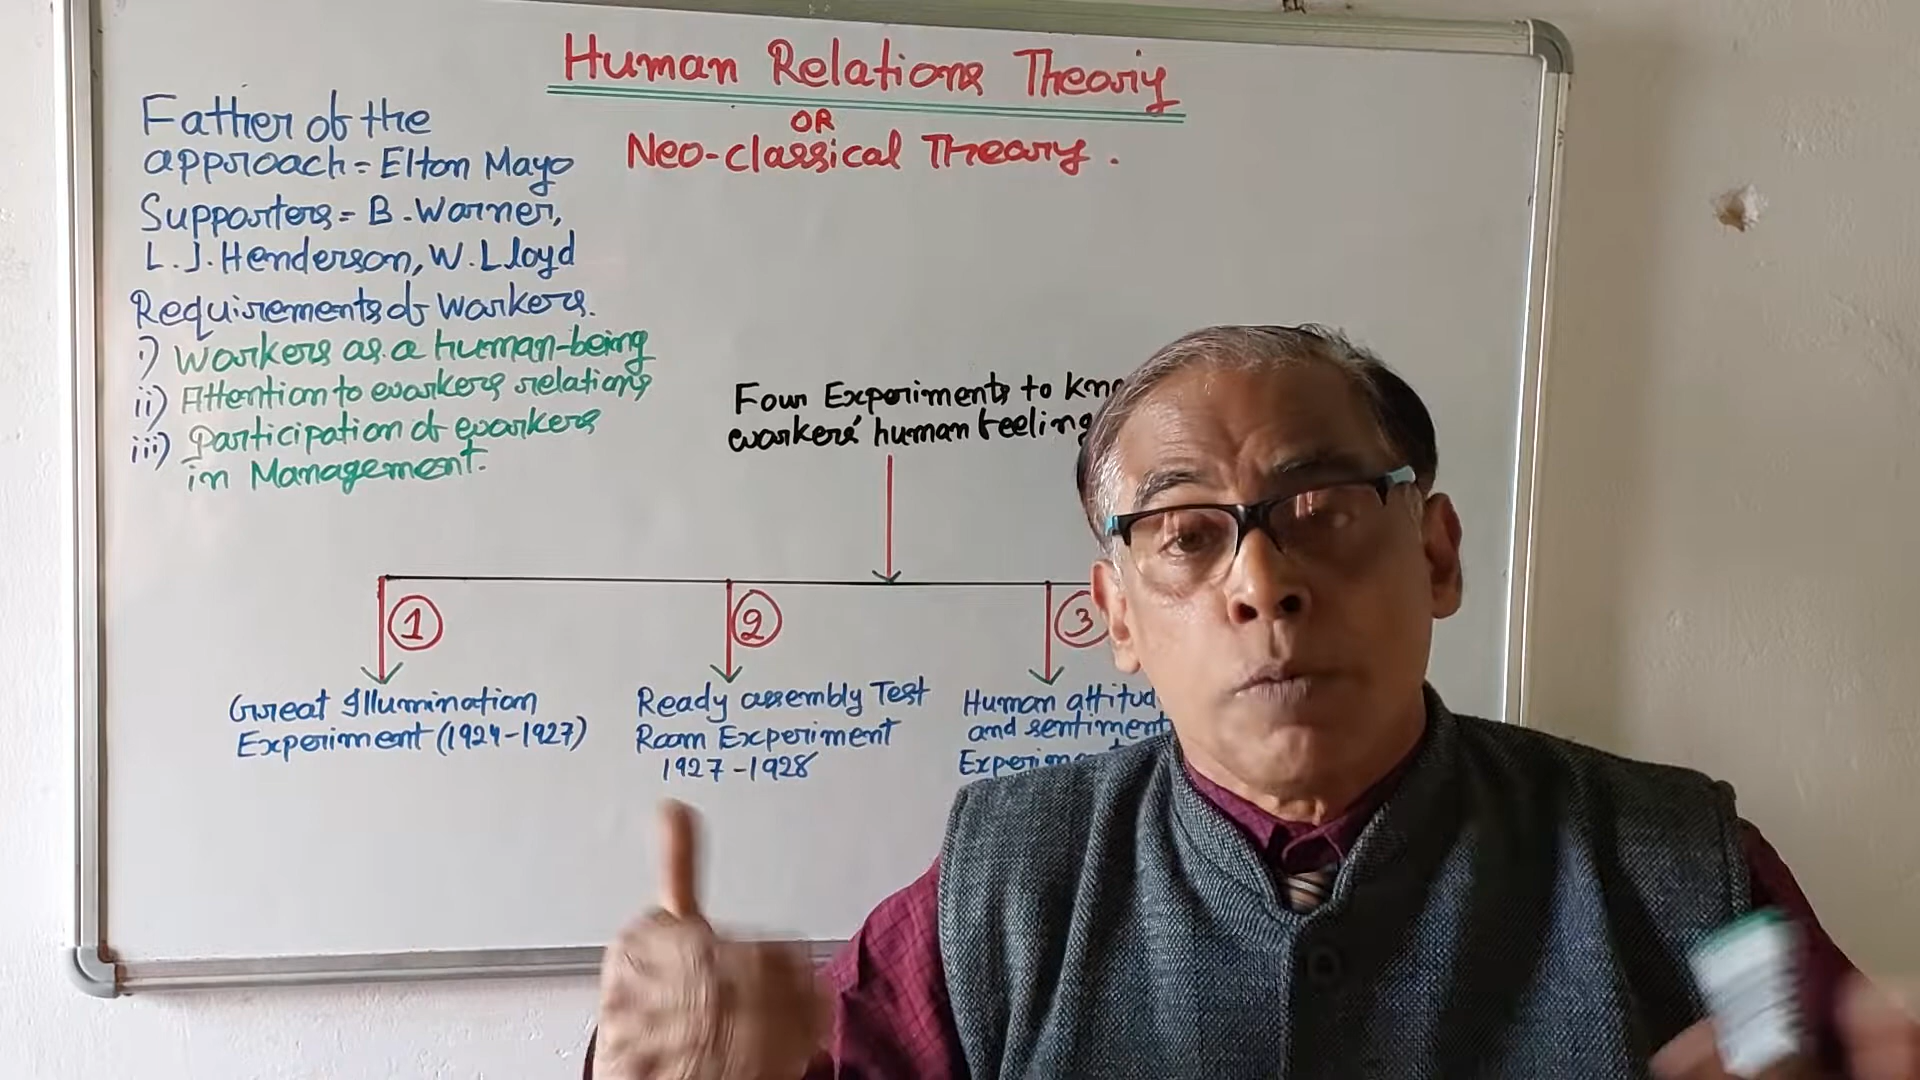 Human Relations Theory
OR
Neo-classical Theory.
Father of the
approach = Elton Mayo
Supporters = B. Warner,
L.J. Henderson, W. Lloyd
Requirements of workers.
i) Workers as a human-being
ii) Attention to workers relations
iii) Participation of workers
in Management.
Four Experiments to
workers' human feeling
1
2
3
Great Illumination
Experiment (1924-1927)
Ready assembly Test
Room Experiment
1927-1928
Human
and sentiment